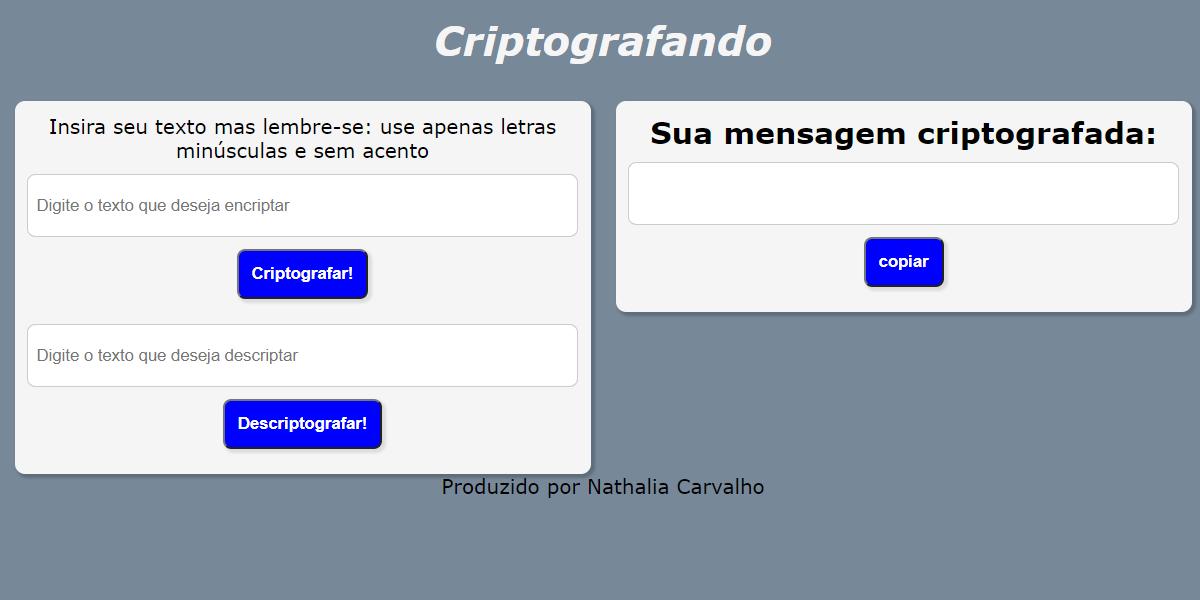 Criptografando
Insira seu texto mas lembre-se: use apenas letras
minúsculas e sem acento
Digite o texto que deseja encriptar
Criptografar!
Digite o texto que deseja descriptar
Descriptografar!
Sua mensagem criptografada:
copiar
Produzido por Nathalia Carvalho